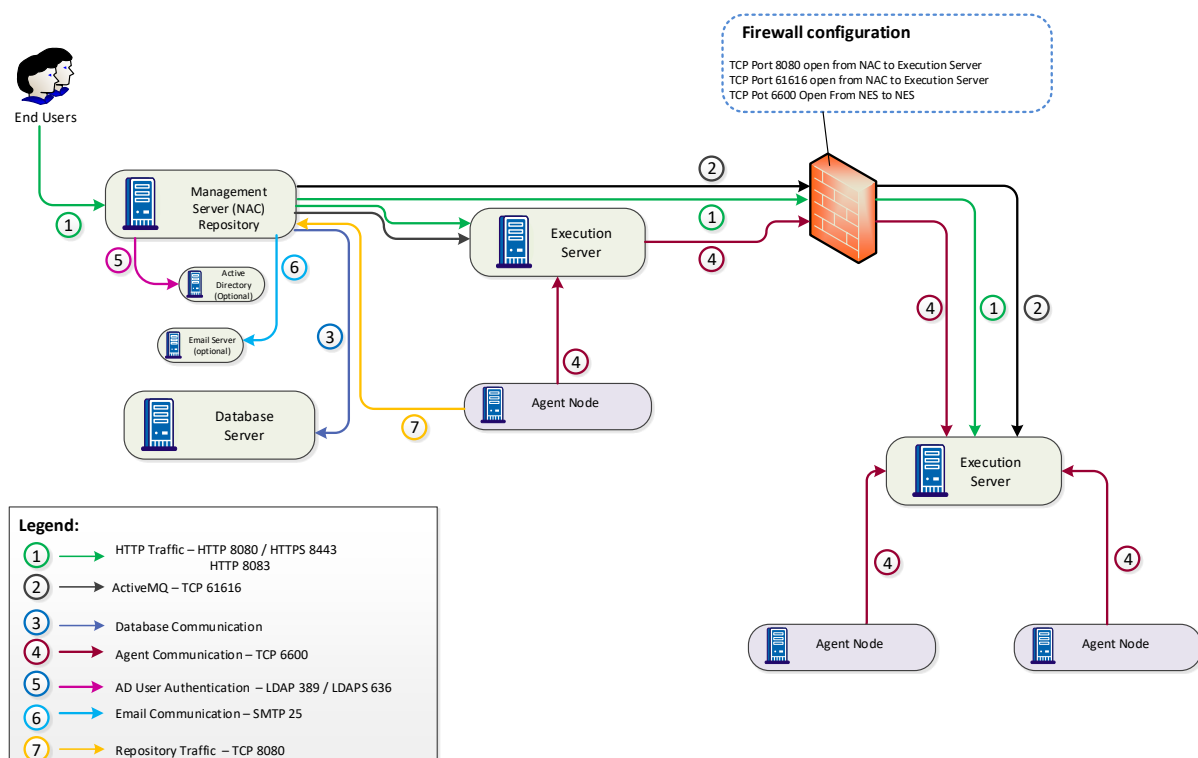 Firewall configuration
TCP Port 8080 open from NAC to Execution Server
TCP Port 61616 open from NAC to Execution Server
TCP Pot 6600 Open From NES to NES
End Users
1
Management
Server (NAC)
Repository
2
1
4
Execution
Server
5
6
Active
Directory
(Optional)
Email Server
(optional)
3
4
4
1
2
Database
Server
7
Agent Node
Execution
Server
4
4
Agent Node
Agent Node
Legend:
1 HTTP Traffic – HTTP 8080 / HTTPS 8443
HTTP 8083
2 ActiveMQ – TCP 61616
3 Database Communication
4 Agent Communication – TCP 6600
5 AD User Authentication – LDAP 389 / LDAPS 636
6 Email Communication – SMTP 25
7 Repository Traffic – TCP 8080